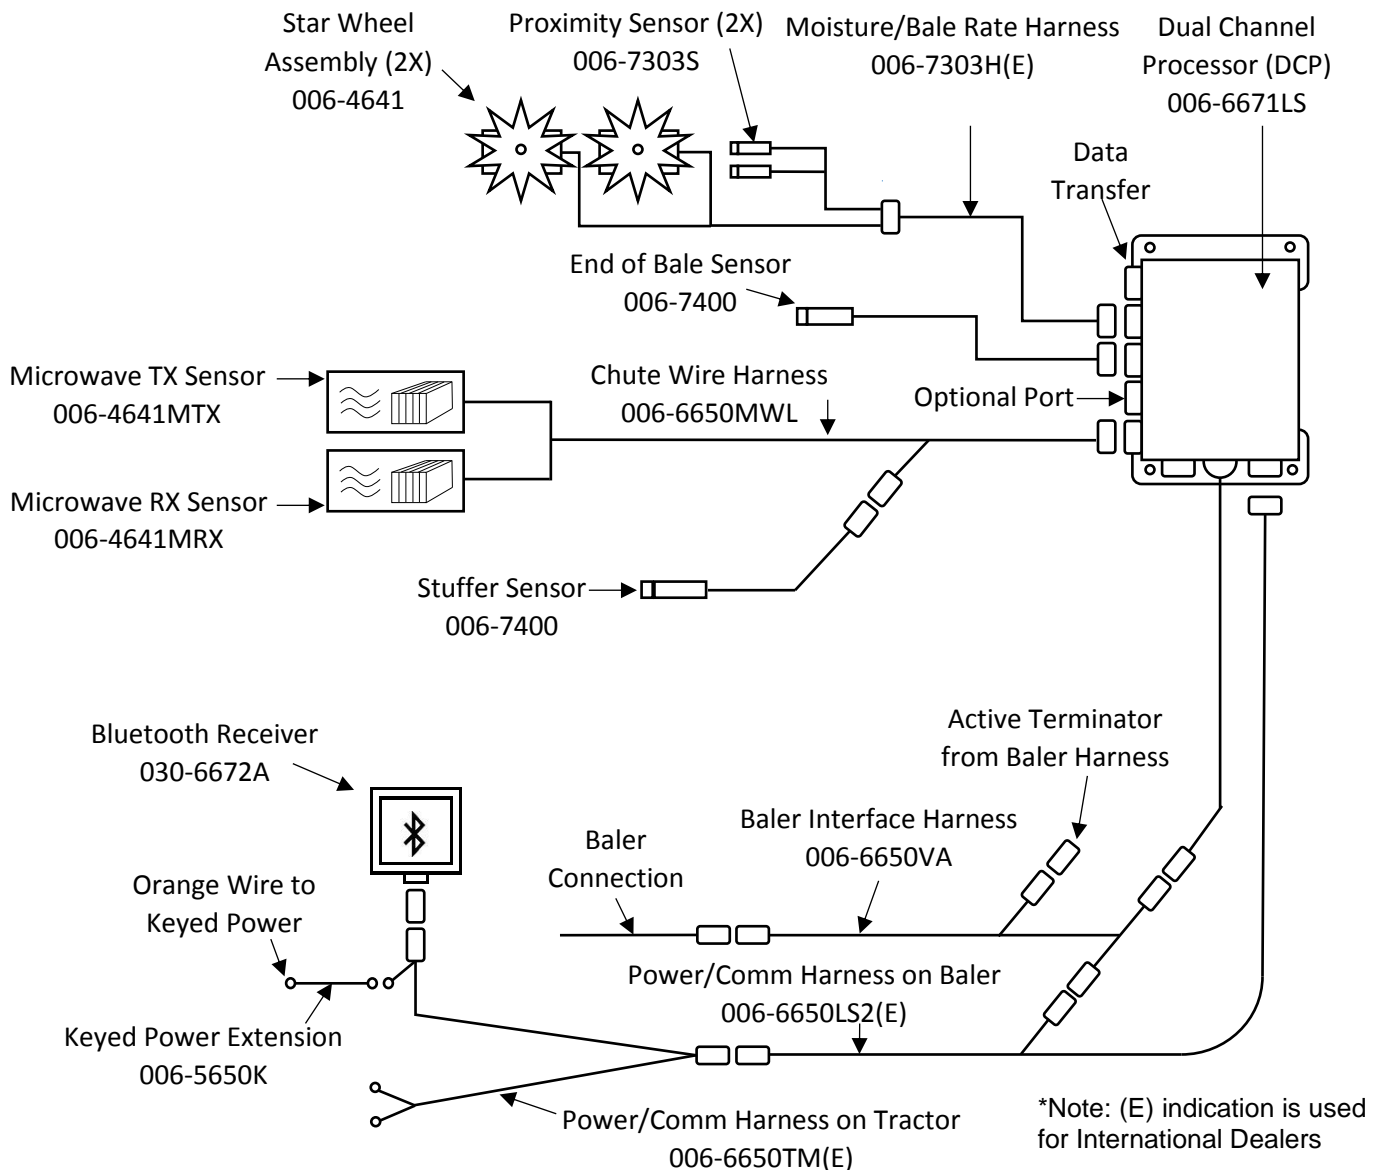 Star Wheel
Assembly (2X)
006-4641
Proximity Sensor (2X)
006-7303S
Moisture/Bale Rate Harness
006-7303H(E)
Dual Channel
Processor (DCP)
006-6671LS
Data
Transfer
End of Bale Sensor
006-7400
Microwave TX Sensor
006-4641MTX
Chute Wire Harness
006-6650MWL
Optional Port
Microwave RX Sensor
006-4641MRX
Stuffer Sensor
006-7400
Bluetooth Receiver
030-6672A
Active Terminator
from Baler Harness
Baler Interface Harness
006-6650VA
Baler
Connection
Orange Wire to
Keyed Power
Power/Comm Harness on Baler
006-6650LS2(E)
Keyed Power Extension
006-5650K
Power/Comm Harness on Tractor
006-6650TM(E)
*Note: (E) indication is used
for International Dealers